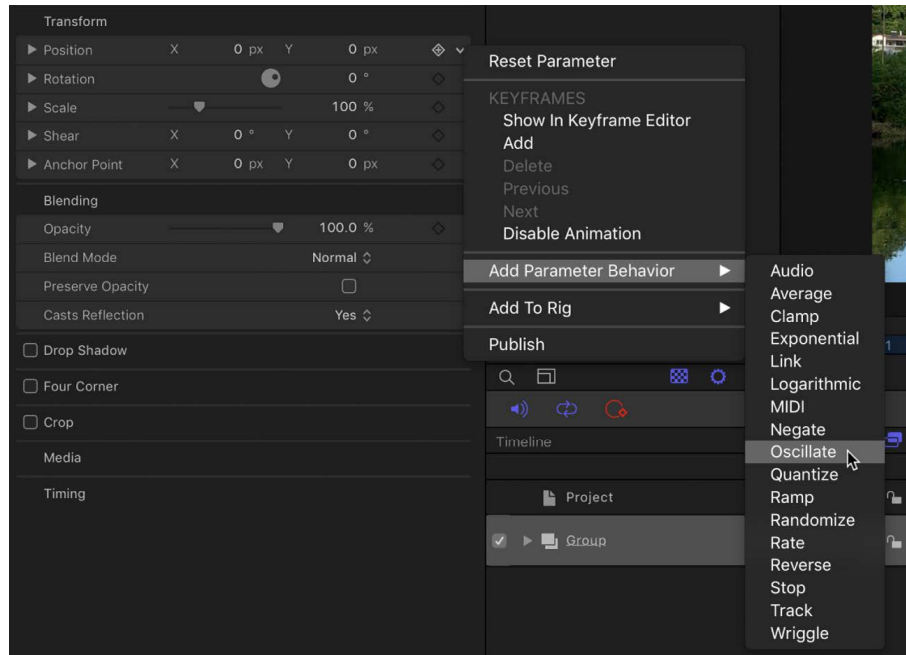 Transform
Position X 0 px Y 0 px
Rotation 0 °
Scale 100 %
Shear X 0 ° Y 0 °
Anchor Point X 0 px Y 0 px
Blending
Opacity 100.0 %
Blend Mode Normal
Preserve Opacity
Casts Reflection Yes
Drop Shadow
Four Corner
Crop
Media
Timing
Reset Parameter
KEYFRAMES
Show In Keyframe Editor
Add
Delete
Previous
Next
Disable Animation
Add Parameter Behavior
Add To Rig
Publish
Audio
Average
Clamp
Exponential
Link
Logarithmic
MIDI
Negate
Oscillate
Quantize
Ramp
Randomize
Rate
Reverse
Stop
Track
Wriggle
1
Timeline
Project
Group